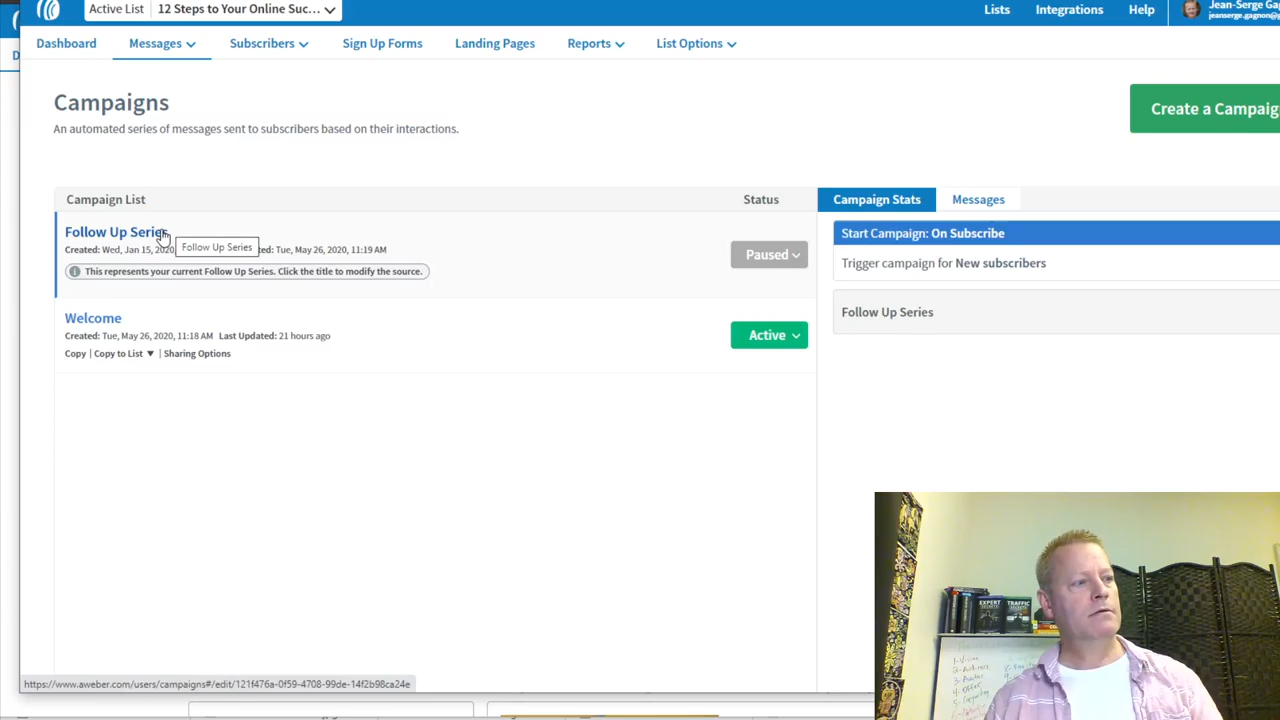 Active List
12 Steps to Your Online Suc...
Lists
Integrations
Help
Jean-Serge
jeanserge.gagnon@
Dashboard
Messages
Subscribers
Sign Up Forms
Landing Pages
Reports
List Options
Campaigns
An automated series of messages sent to subscribers based on their interactions.
Create a Campaig
Campaign List
Status
Campaign Stats
Messages
Follow Up Series
Created: Wed, Jan 15, 2020 ted: Tue, May 26, 2020, 11:19 AM
Follow Up Series
This represents your current Follow Up Series. Click the title to modify the source.
Paused
Start Campaign: On Subscribe
Trigger campaign for New subscribers
Follow Up Series
Welcome
Created: Tue, May 26, 2020, 11:18 AM Last Updated: 21 hours ago
Copy | Copy to List ▼ | Sharing Options
Active
EXPERT
SECRETS
TRAFFIC
SECRETS
https://www.aweber.com/users/campaigns#/edit/121f476a-0f59-4708-99de-14f2b98ca24e